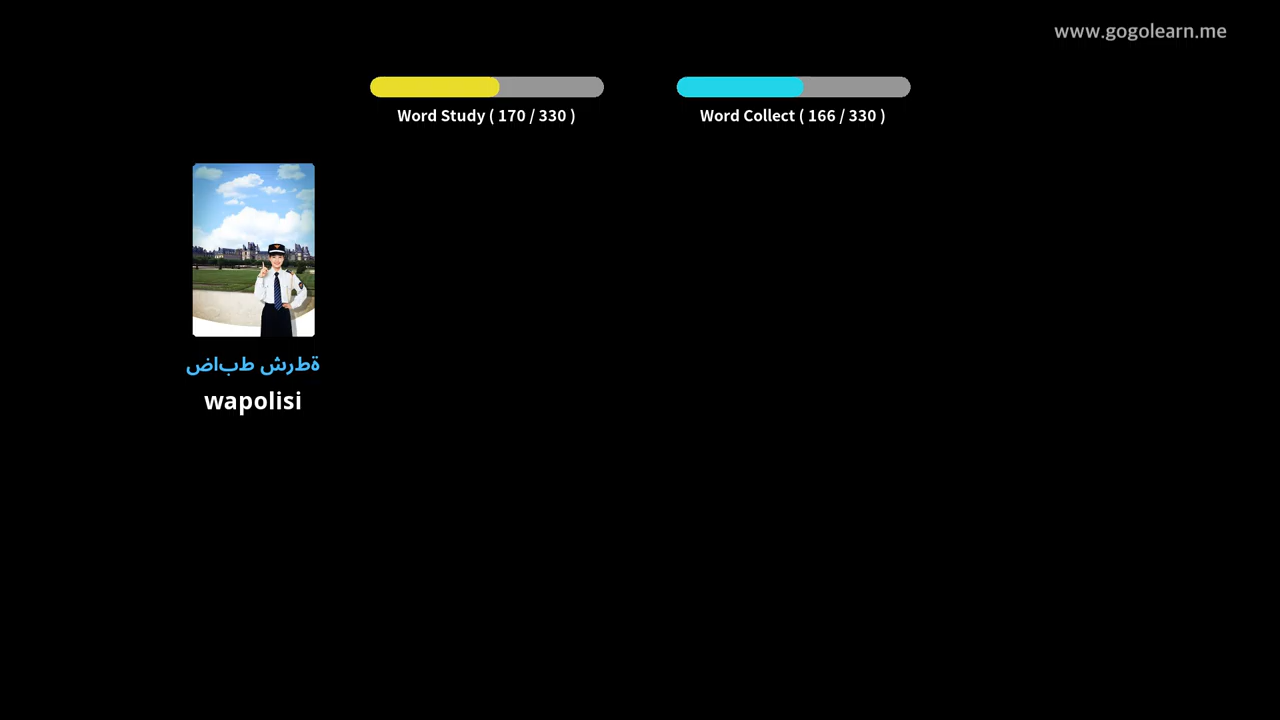 www.gogolearn.me
Word Study ( 170 / 330 )
Word Collect ( 166 / 330 )
ةطرش طباض
wapolisi